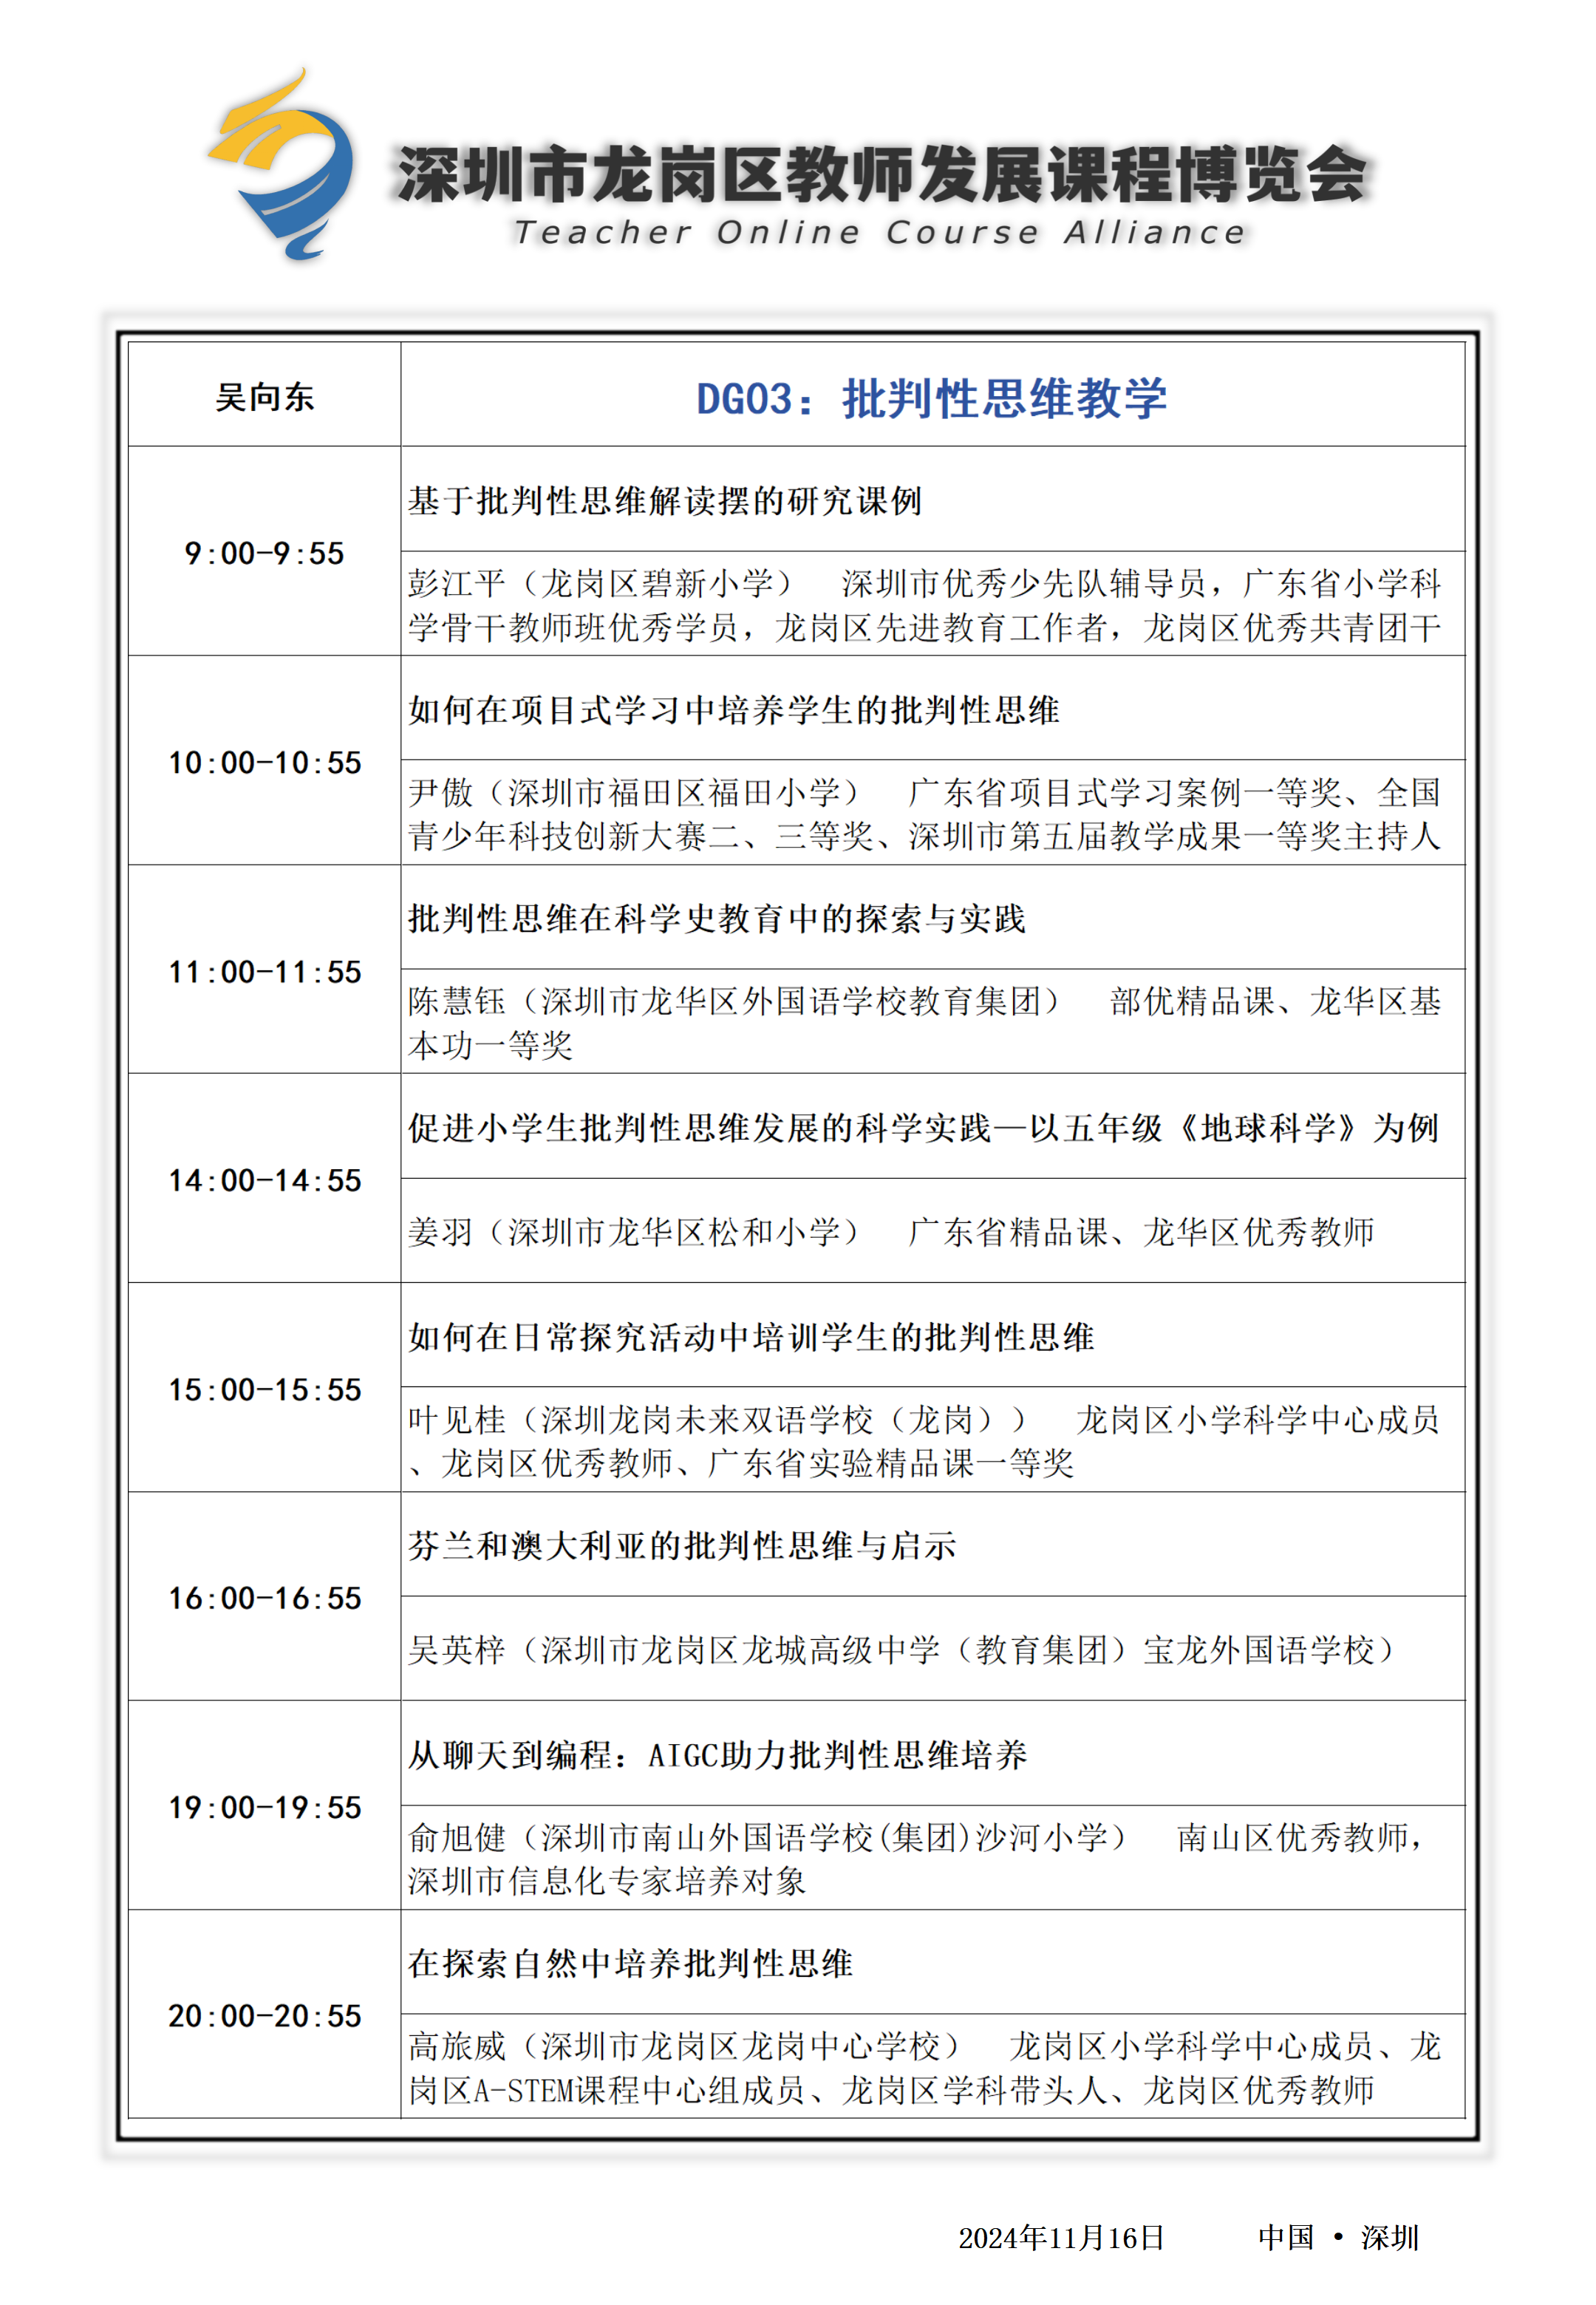 深圳市龙岗区教师发展课程博览会
Teacher Online Course Alliance
吴向东
DG03：批判性思维教学
9:00-9:55
基于批判性思维解读摆的研究课例
彭江平（龙岗区碧新小学）　深圳市优秀少先队辅导员，广东省小学科
学骨干教师班优秀学员，龙岗区先进教育工作者，龙岗区优秀共青团干
10:00-10:55
如何在项目式学习中培养学生的批判性思维
尹傲（深圳市福田区福田小学）　广东省项目式学习案例一等奖、全国
青少年科技创新大赛二、三等奖、深圳市第五届教学成果一等奖主持人
11:00-11:55
批判性思维在科学史教育中的探索与实践
陈慧钰（深圳市龙华区外国语学校教育集团）　部优精品课、龙华区基
本功一等奖
14:00-14:55
促进小学生批判性思维发展的科学实践—以五年级《地球科学》为例
姜羽（深圳市龙华区松和小学）　广东省精品课、龙华区优秀教师
15:00-15:55
如何在日常探究活动中培训学生的批判性思维
叶见桂（深圳龙岗未来双语学校（龙岗））　龙岗区小学科学中心成员
、龙岗区优秀教师、广东省实验精品课一等奖
16:00-16:55
芬兰和澳大利亚的批判性思维与启示
吴英梓（深圳市龙岗区龙城高级中学（教育集团）宝龙外国语学校）
19:00-19:55
从聊天到编程：AIGC助力批判性思维培养
俞旭健（深圳市南山外国语学校(集团)沙河小学）　南山区优秀教师，
深圳市信息化专家培养对象
20:00-20:55
在探索自然中培养批判性思维
高旅威（深圳市龙岗区龙岗中心学校）　龙岗区小学科学中心成员、龙
岗区A-STEM课程中心组成员、龙岗区学科带头人、龙岗区优秀教师
2024年11月16日　　中国 • 深圳